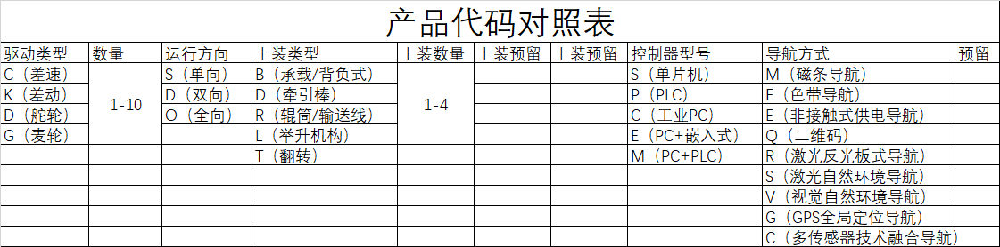 产品代码对照表
驱动类型 数量 运行方向 上装类型 上装数量 上装预留 上装预留 控制器型号 导航方式 预留
C（差速） S（单向） B（承载/背负式） S（单片机） M（磁条导航）
K（差动） D（双向） D（牵引棒） P（PLC） F（色带导航）
1-10 1-4
D（舵轮） O（全向） R（辊筒/输送线） C（工业PC） E（非接触式供电导航）
G（麦轮） L（举升机构） E（PC+嵌入式） Q（二维码）
T（翻转） M（PC+PLC） R（激光反光板式导航）
S（激光自然环境导航）
V（视觉自然环境导航）
G（GPS全局定位导航）
C（多传感器技术融合导航）